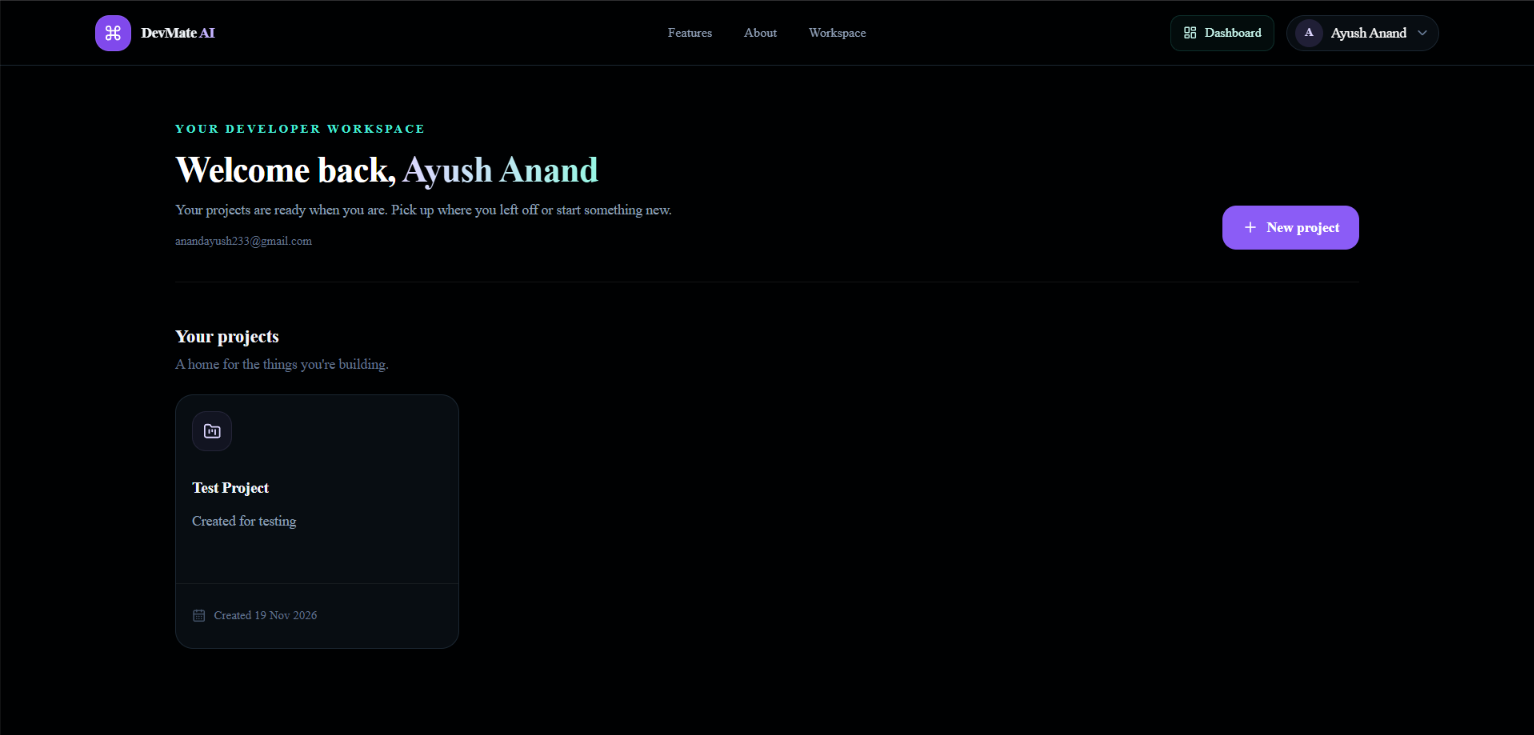 DevMate AI
Features
About
Workspace
Dashboard
A
Ayush Anand
YOUR DEVELOPER WORKSPACE
Welcome back, Ayush Anand
Your projects are ready when you are. Pick up where you left off or start something new.
anandayush233@gmail.com
New project
Your projects
A home for the things you're building.
Test Project
Created for testing
Created 19 Nov 2026